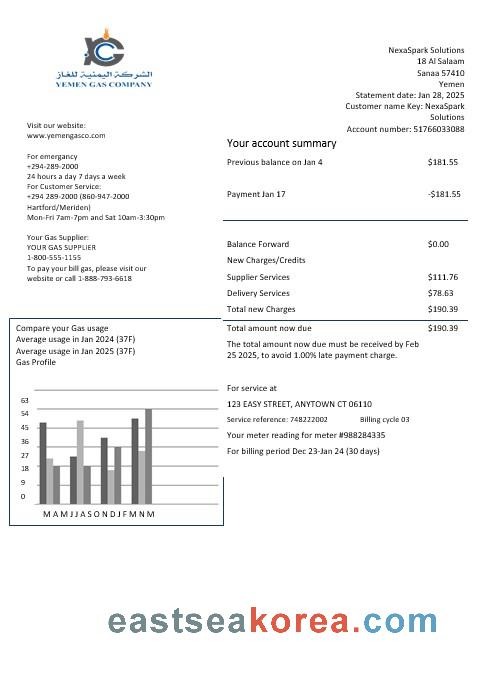 الشركة اليمنية للغاز
YEMEN GAS COMPANY
NexaSpark Solutions
18 Al Salaam
Sanaa 57410
Yemen
Statement date: Jan 28, 2025
Customer name Key: NexaSpark
Solutions
Account number: 51766033088
Visit our website:
www.yemengasco.com
For emergancy
+294-289-2000
24 hours a day 7 days a week
For Customer Service:
+294 289-2000 (860-947-2000
Hartford/Meriden)
Mon-Fri 7am-7pm and Sat 10am-3:30pm
Your Gas Supplier:
YOUR GAS SUPPLIER
1-800-555-1155
To pay your bill gas, please visit our
website or call 1-888-793-6618
Your account summary
Previous balance on Jan 4 $181.55
Payment Jan 17 -$181.55
Balance Forward $0.00
New Charges/Credits
Supplier Services $111.76
Delivery Services $78.63
Total new Charges $190.39
Total amount now due $190.39
The total amount now due must be received by Feb
25 2025, to avoid 1.00% late payment charge.
Compare your Gas usage
Average usage in Jan 2024 (37F)
Average usage in Jan 2025 (37F)
Gas Profile
63
54
45
36
27
18
9
0
M A M J J A S O N D J F M N M
For service at
123 EASY STREET, ANYTOWN CT 06110
Service reference: 748222002 Billing cycle 03
Your meter reading for meter #988284335
For billing period Dec 23-Jan 24 (30 days)
eastseakorea.com